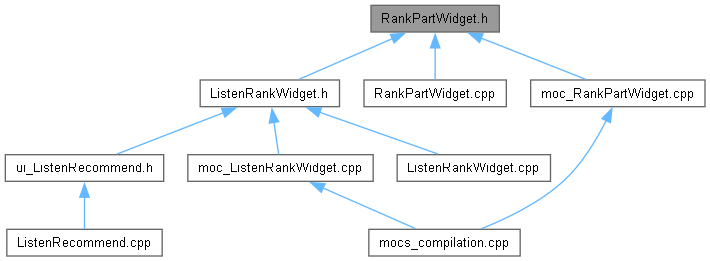 RankPartWidget.h
ListenRankWidget.h
RankPartWidget.cpp
moc_RankPartWidget.cpp
ui_ListenRecommend.h
moc_ListenRankWidget.cpp
ListenRankWidget.cpp
ListenRecommend.cpp
mocs_compilation.cpp